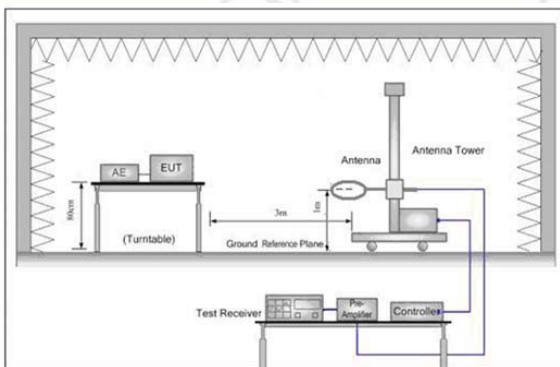 Antenna Tower
Antenna
EUT
AE
80cm
3m
1m
(Turntable)
Ground Reference Plane
Test Receiver
Pre-
Amplifier
Controller